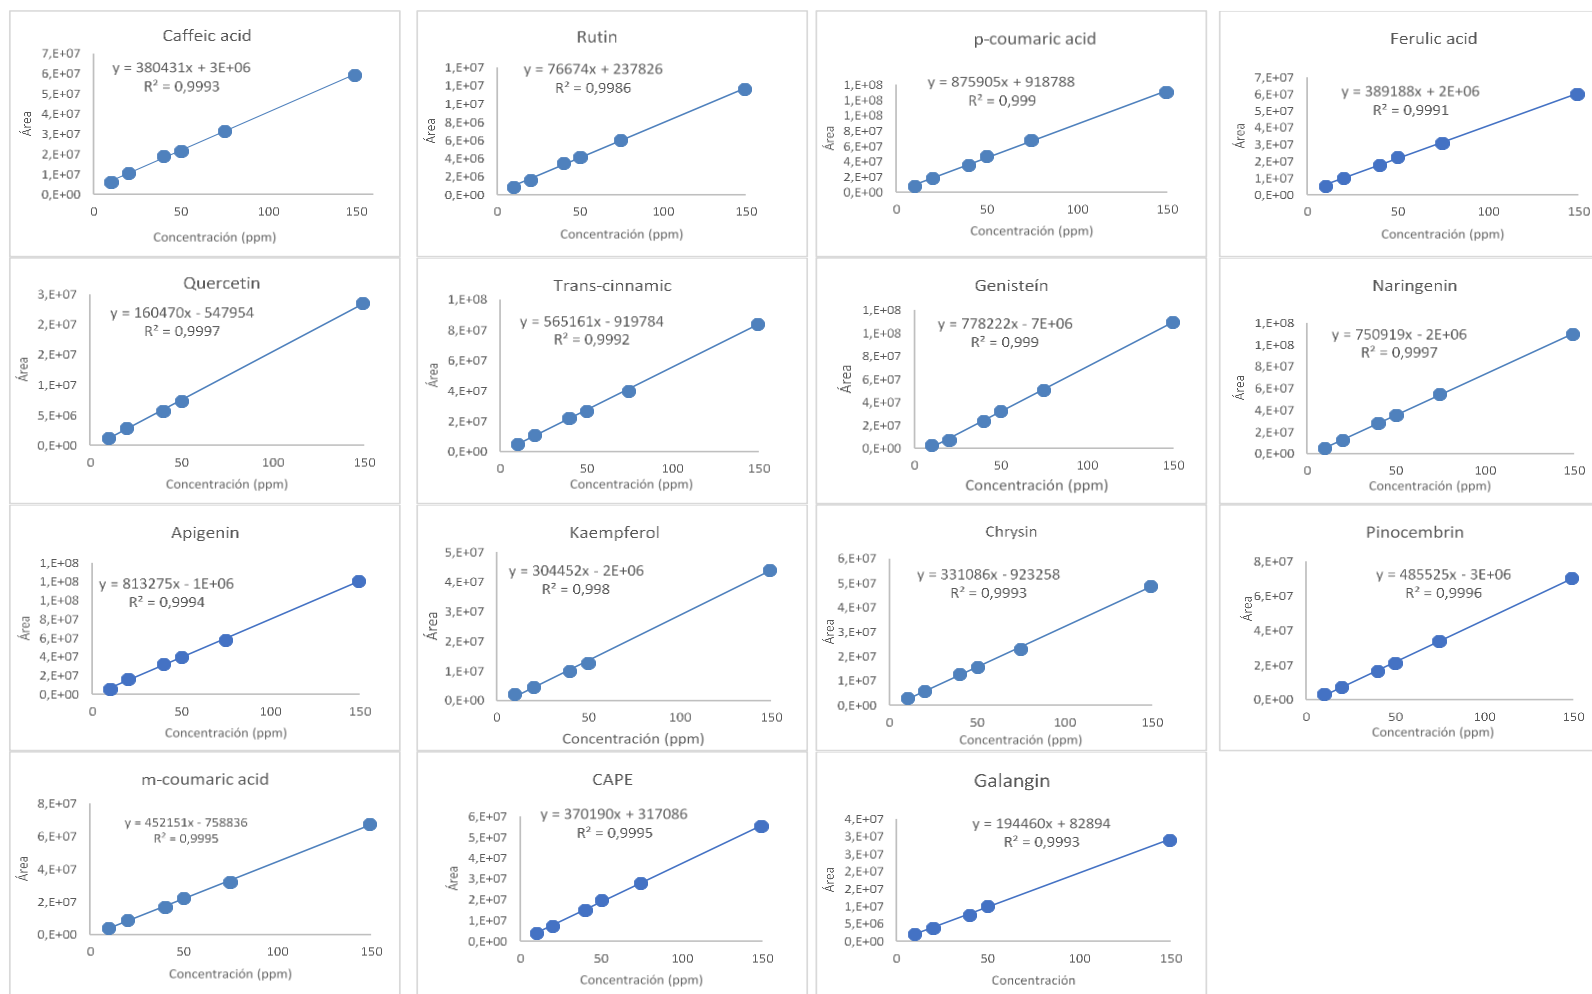 Caffeic acid
y = 380431x + 3E+06
R² = 0,9993
7,E+07
6,E+07
5,E+07
4,E+07
3,E+07
2,E+07
1,E+07
0,E+00
Área
0 50 100 150
Concentración (ppm)
Rutin
y = 76674x + 237826
R² = 0,9986
1,E+07
1,E+07
1,E+07
8,E+06
6,E+06
4,E+06
2,E+06
0,E+00
Área
0 50 100 150
Concentración (ppm)
p-coumaric acid
y = 875905x + 918788
R² = 0,999
1,E+08
1,E+08
1,E+08
8,E+07
6,E+07
4,E+07
2,E+07
0,E+00
Área
0 50 100 150
Concentración (ppm)
Ferulic acid
y = 389188x + 2E+06
R² = 0,9991
7,E+07
6,E+07
5,E+07
4,E+07
3,E+07
2,E+07
1,E+07
0,E+00
Área
0 50 100 150
Concentración (ppm)
Quercetin
y = 160470x - 547954
R² = 0,9997
3,E+07
2,E+07
2,E+07
1,E+07
5,E+06
0,E+00
Área
0 50 100 150
Concentración (ppm)
Trans-cinnamic
y = 565161x - 919784
R² = 0,9992
1,E+08
8,E+07
6,E+07
4,E+07
2,E+07
0,E+00
Área
0 50 100 150
Concentración (ppm)
Genisteín
y = 778222x - 7E+06
R² = 0,999
1,E+08
1,E+08
8,E+07
6,E+07
4,E+07
2,E+07
0,E+00
Área
0 50 100 150
Concentración (ppm)
Naringenin
y = 750919x - 2E+06
R² = 0,9997
1,E+08
1,E+08
8,E+07
6,E+07
4,E+07
2,E+07
0,E+00
Área
0 50 100 150
Concentración (ppm)
Apigenin
y = 813275x - 1E+06
R² = 0,9994
1,E+08
1,E+08
1,E+08
8,E+07
6,E+07
4,E+07
2,E+07
0,E+00
Área
0 50 100 150
Concentración (ppm)
Kaempferol
y = 304452x - 2E+06
R² = 0,998
5,E+07
4,E+07
3,E+07
2,E+07
1,E+07
0,E+00
Área
0 50 100 150
Concentración (ppm)
Chrysin
y = 331086x - 923258
R² = 0,9993
6,E+07
5,E+07
4,E+07
3,E+07
2,E+07
1,E+07
0,E+00
Área
0 50 100 150
Concentración (ppm)
Pinocembrin
y = 485525x - 3E+06
R² = 0,9996
8,E+07
6,E+07
4,E+07
2,E+07
0,E+00
Área
0 50 100 150
Concentración (ppm)
m-coumaric acid
y = 452151x - 758836
R² = 0,9995
8,E+07
6,E+07
4,E+07
2,E+07
0,E+00
Área
0 50 100 150
Concentración (ppm)
CAPE
y = 370190x + 317086
R² = 0,9995
6,E+07
5,E+07
4,E+07
3,E+07
2,E+07
1,E+07
0,E+00
Área
0 50 100 150
Concentración (ppm)
Galangin
y = 194460x + 82894
R² = 0,9993
4,E+07
3,E+07
3,E+07
2,E+07
2,E+07
1,E+07
5,E+06
0,E+00
Área
0 50 100 150
Concentración